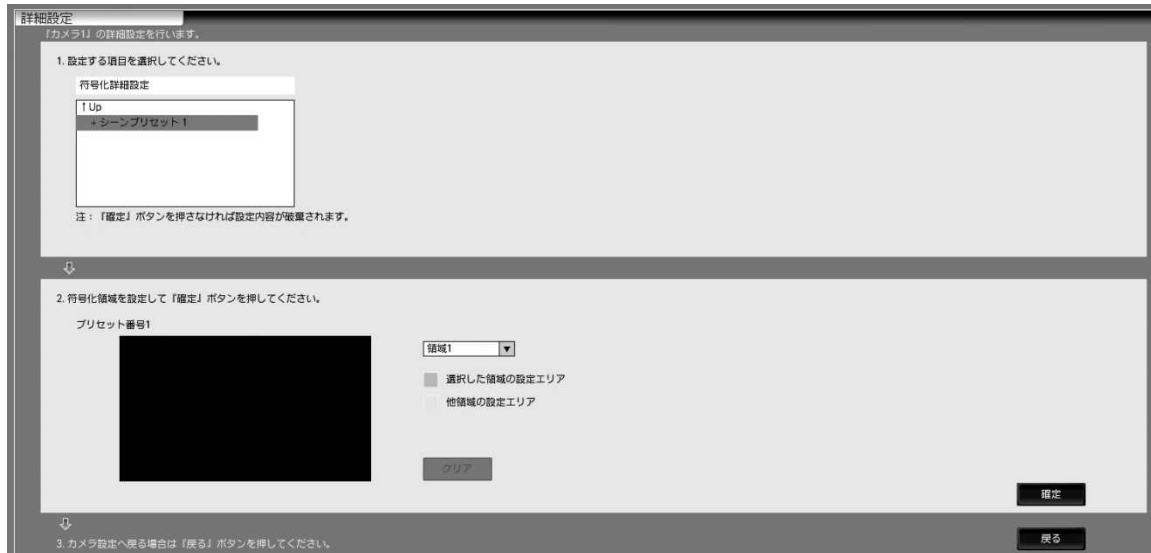 詳細設定
『カメラ1』の詳細設定を行います。
1. 設定する項目を選択してください。
符号化詳細設定
↑Up
+シーンプリセット1
注：『確定』ボタンを押さなければ設定内容が破棄されます。
2. 符号化領域を設定して『確定』ボタンを押してください。
プリセット番号1
領域1
選択した領域の設定エリア
他領域の設定エリア
クリア
確定
3. カメラ設定へ戻る場合は『戻る』ボタンを押してください。
戻る